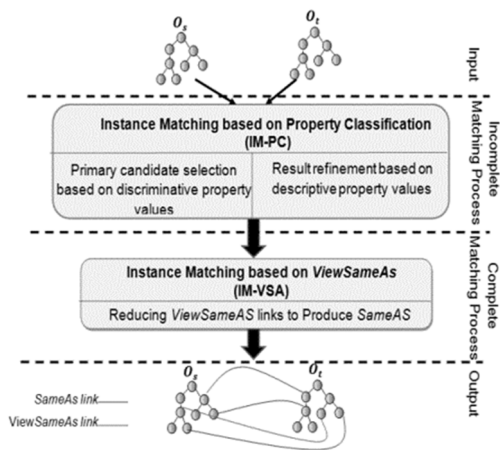 Oₛ
Oₜ
Input
Instance Matching based on Property Classification
(IM-PC)
Primary candidate selection
based on discriminative property
values
Result refinement based on
descriptive property values
Incomplete
Matching Process
Instance Matching based on ViewSameAs
(IM-VSA)
Reducing ViewSameAS links to Produce SameAS
Complete
Matching Process
Oₛ
Oₜ
SameAs link
ViewSameAs link
Output